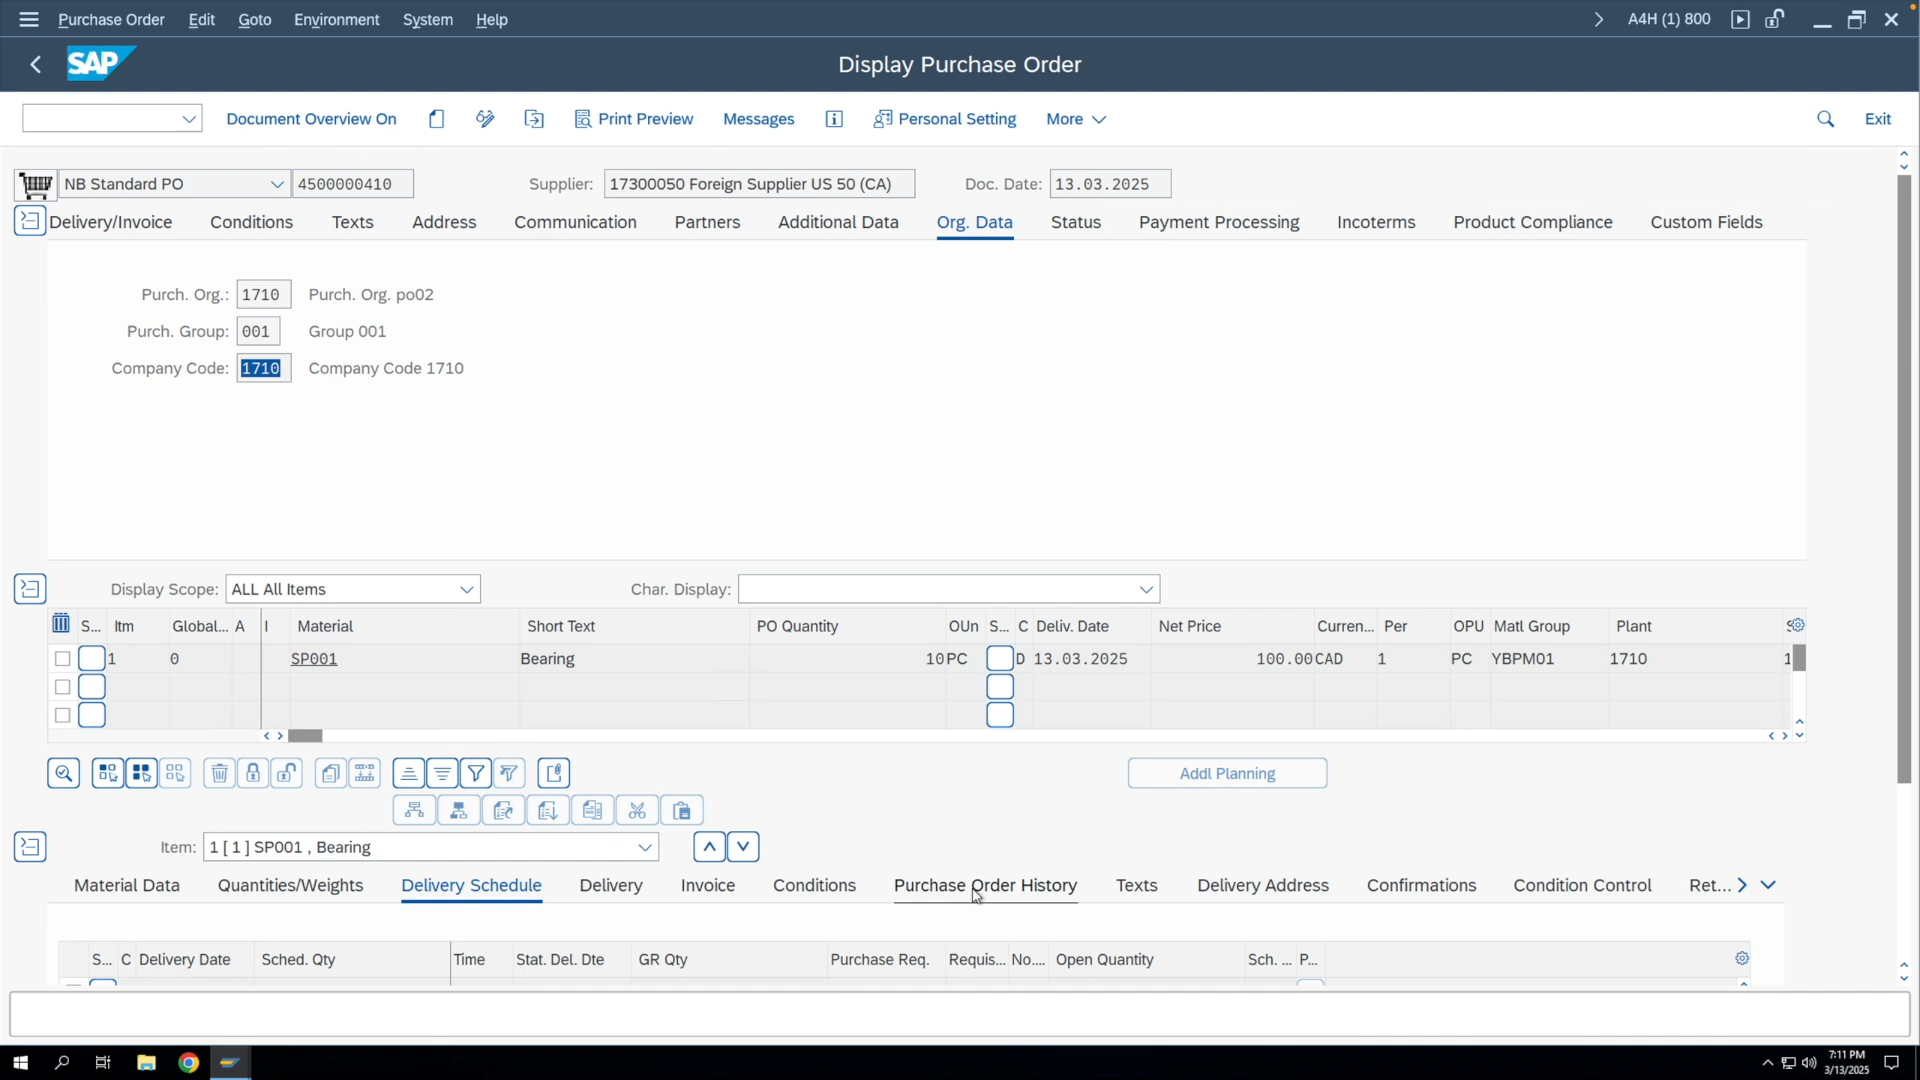 Purchase Order Edit Goto Environment System Help A4H (1) 800
SAP Display Purchase Order
Document Overview On Print Preview Messages Personal Setting More Exit
NB Standard PO 4500000410 Supplier: 17300050 Foreign Supplier US 50 (CA) Doc. Date: 13.03.2025
Delivery/Invoice Conditions Texts Address Communication Partners Additional Data Org. Data Status Payment Processing Incoterms Product Compliance Custom Fields
Purch. Org.: 1710 Purch. Org. po02
Purch. Group: 001 Group 001
Company Code: 1710 Company Code 1710
Display Scope: ALL All Items Char. Display:
S... Itm Global... A I Material Short Text PO Quantity OUn S... C Deliv. Date Net Price Curren... Per OPU Matl Group Plant
1 0 SP001 Bearing 10 PC D 13.03.2025 100.00 CAD 1 PC YBPM01 1710 1
Addl Planning
Item: 1 [ 1 ] SP001 , Bearing
Material Data Quantities/Weights Delivery Schedule Delivery Invoice Conditions Purchase Order History Texts Delivery Address Confirmations Condition Control Ret...
S... C Delivery Date Sched. Qty Time Stat. Del. Dte GR Qty Purchase Req. Requis... No.... Open Quantity Sch. ... P...
7:11 PM
3/13/2025